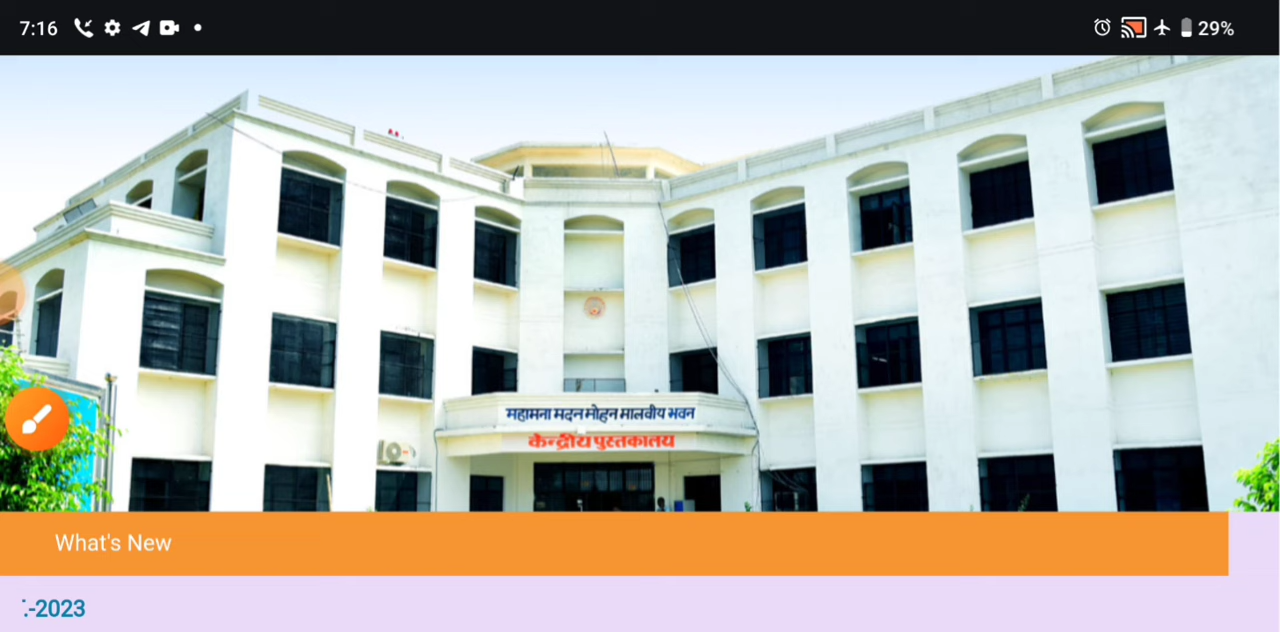 7:16
29%
महामना मदन मोहन मालवीय भवन
केन्द्रीय पुस्तकालय
What's New
-2023